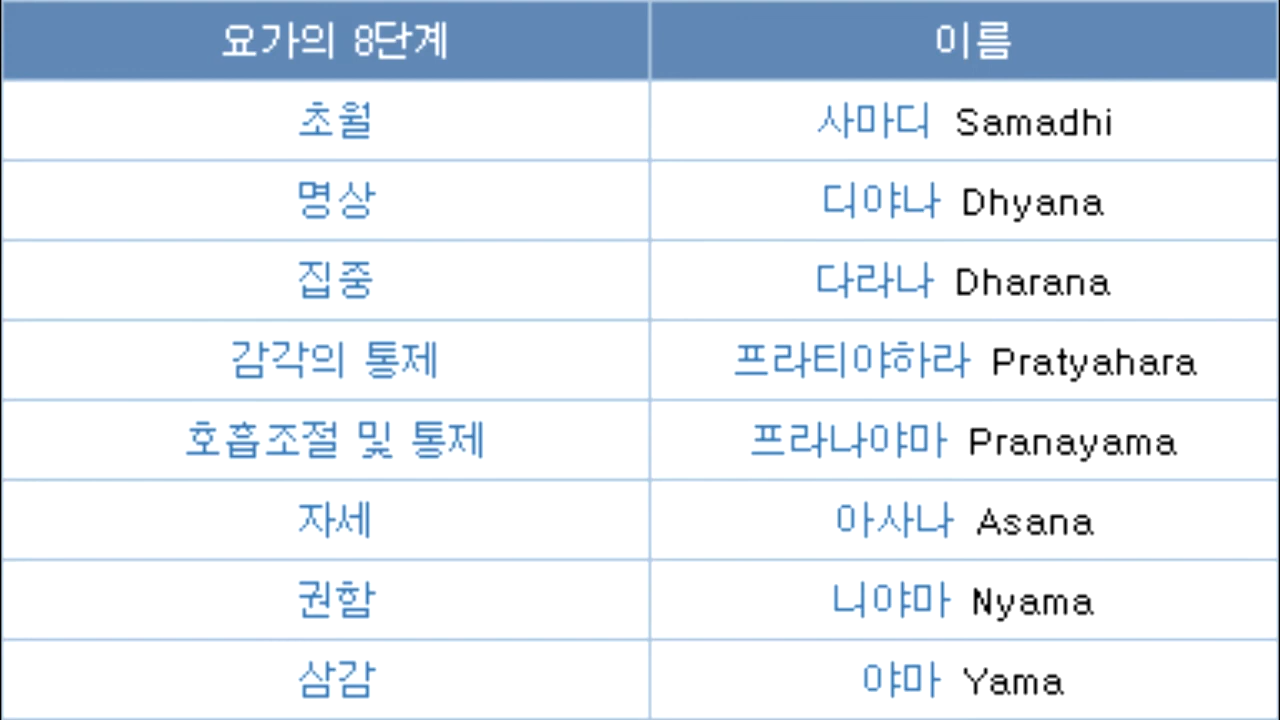 요가의 8단계 이름
초월 사마디 Samadhi
명상 디야나 Dhyana
집중 다라나 Dharana
감각의 통제 프라티야하라 Pratyahara
호흡조절 및 통제 프라나야마 Pranayama
자세 아사나 Asana
권함 니야마 Nyama
삼감 야마 Yama